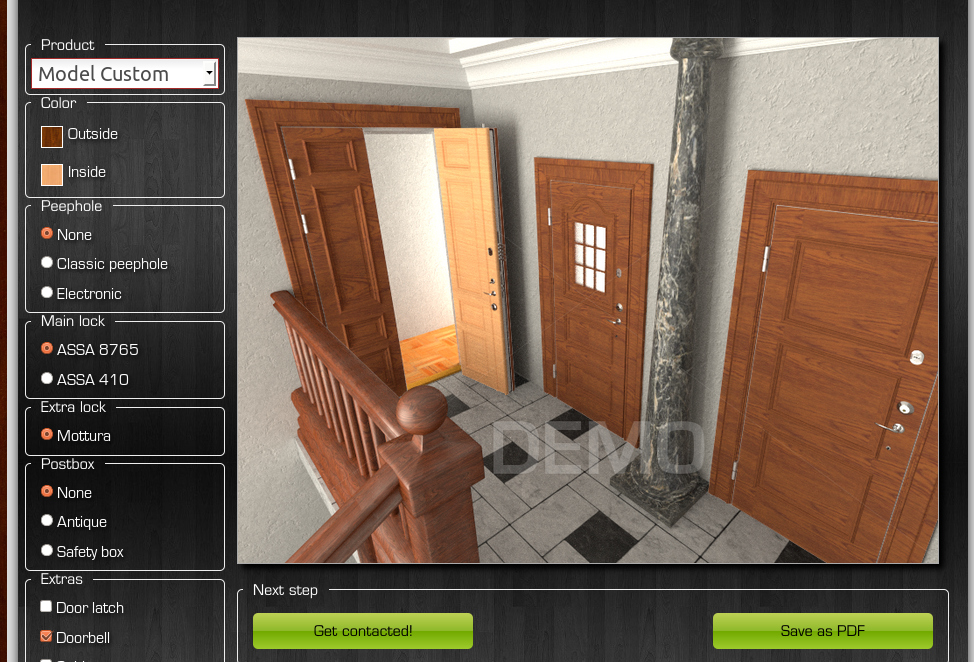 Product
Model Custom
Color
Outside
Inside
Peephole
None
Classic peephole
Electronic
Main lock
ASSA 8765
ASSA 410
Extra lock
Mottura
Postbox
None
Antique
Safety box
Extras
Door latch
Doorbell
DEMO
Next step
Get contacted!
Save as PDF